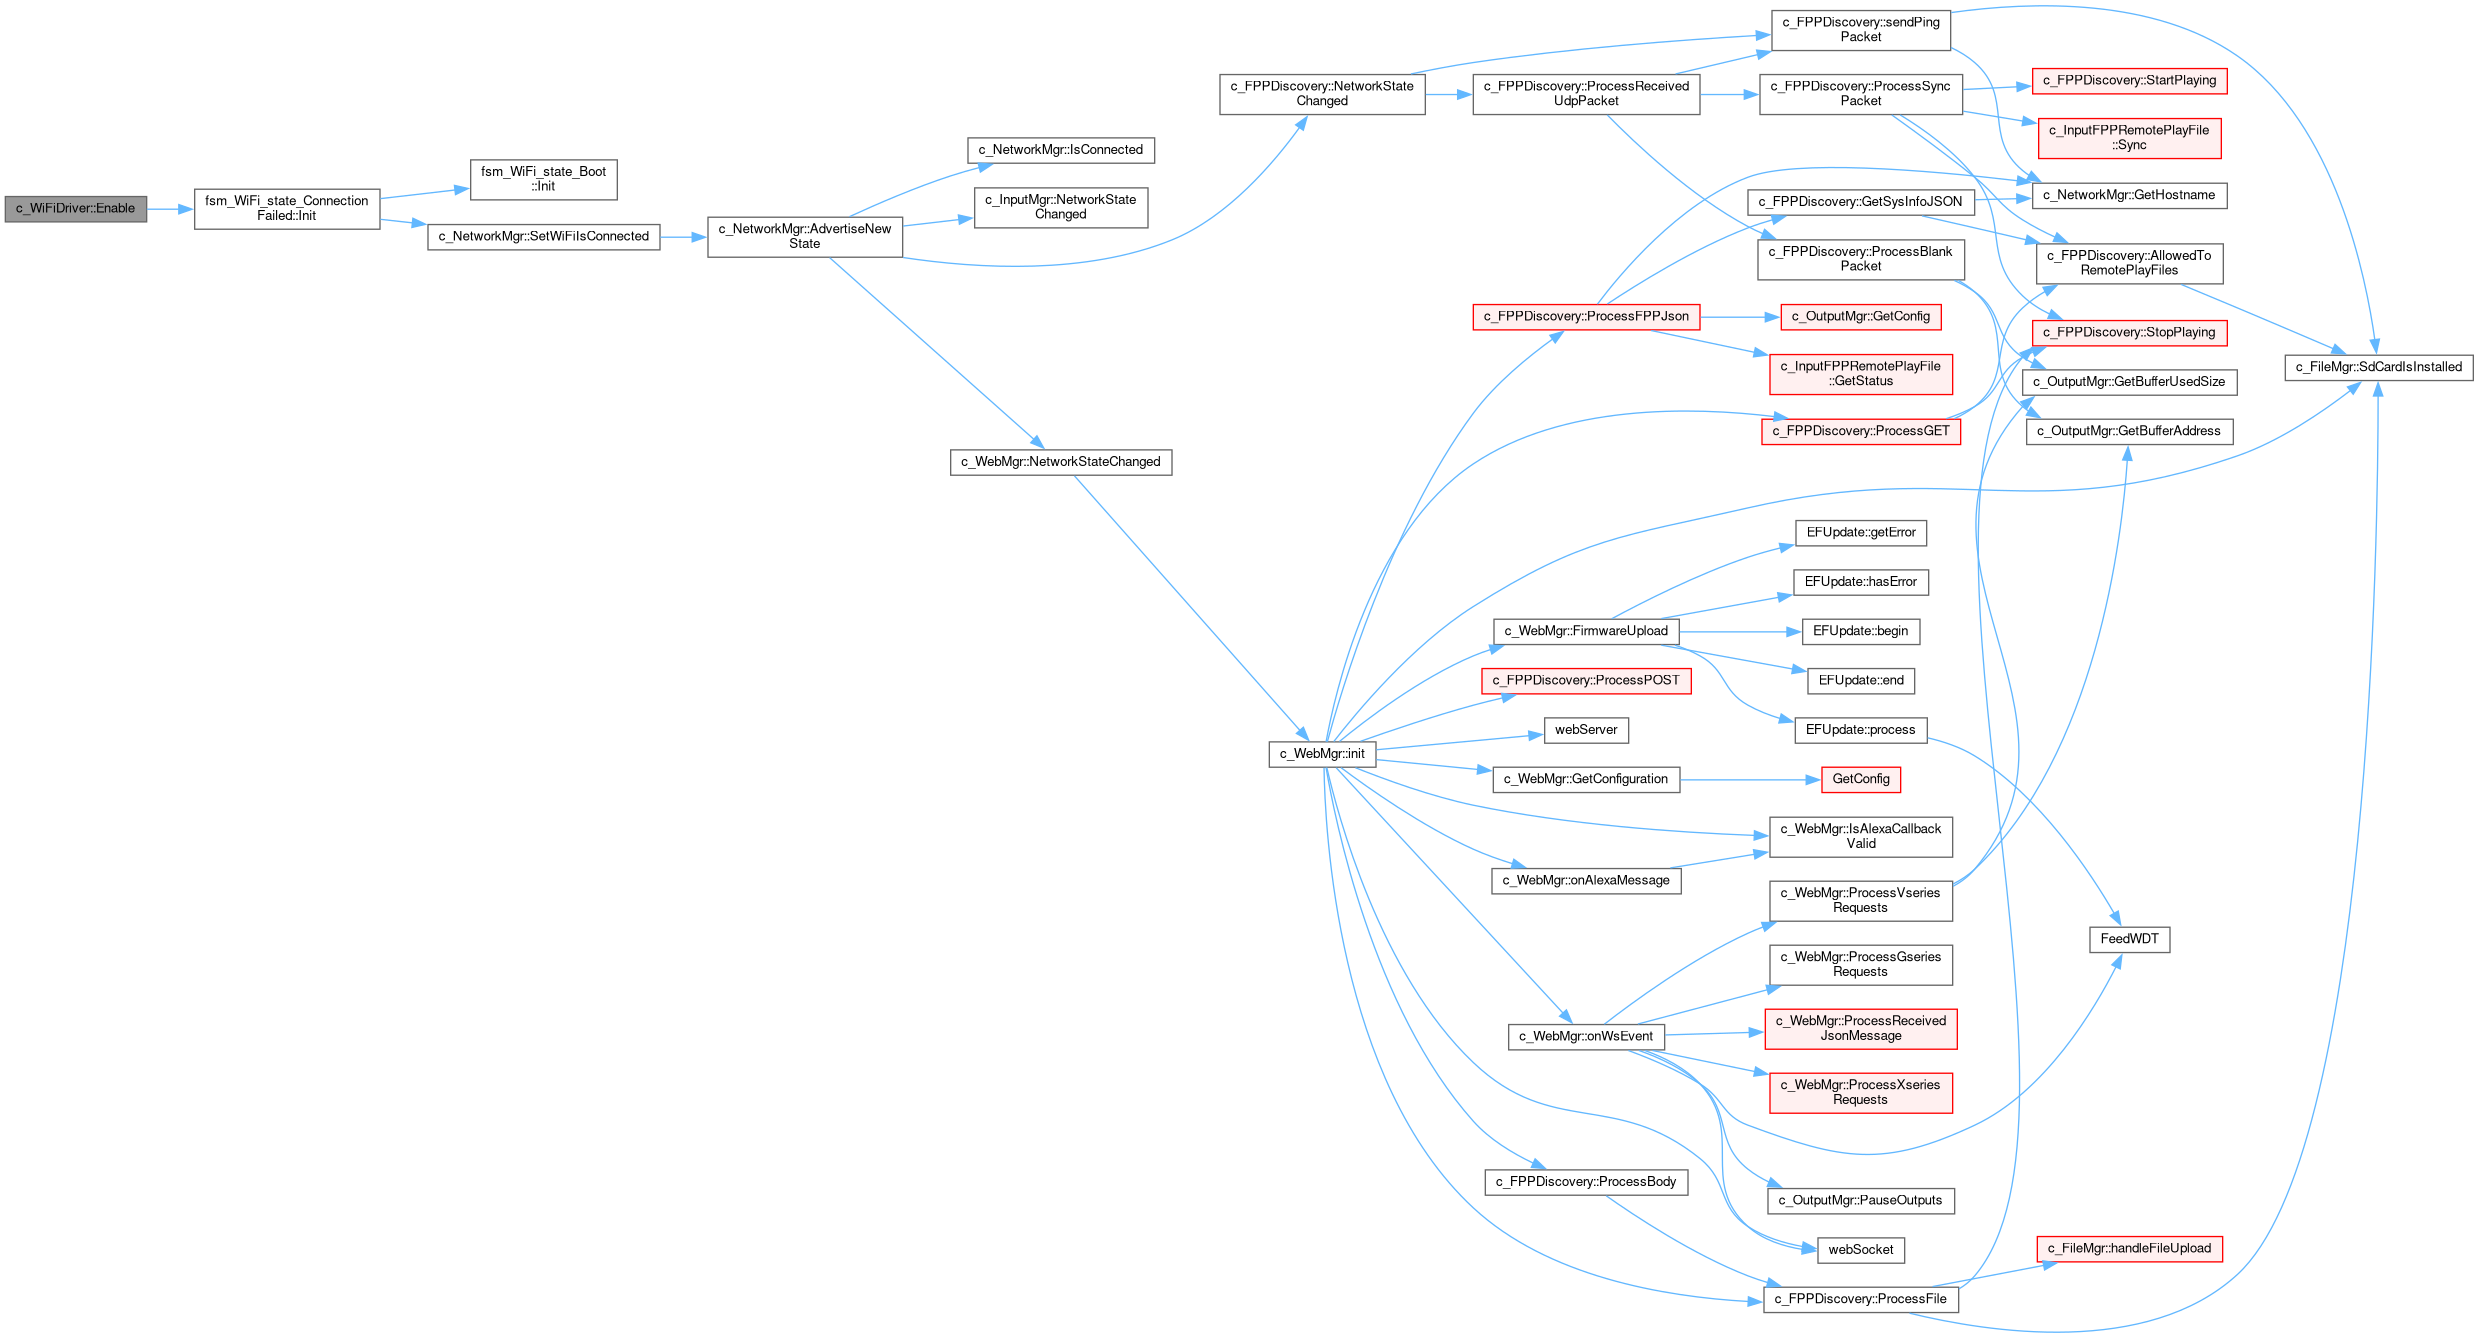 c_WiFiDriver::Enable
fsm_WiFi_state_Connection
Failed::Init
fsm_WiFi_state_Boot
::Init
c_NetworkMgr::SetWiFiIsConnected
c_NetworkMgr::AdvertiseNew
State
c_NetworkMgr::IsConnected
c_InputMgr::NetworkState
Changed
c_WebMgr::NetworkStateChanged
c_FPPDiscovery::NetworkState
Changed
c_WebMgr::init
c_FPPDiscovery::ProcessReceived
UdpPacket
c_FPPDiscovery::ProcessFPPJson
c_WebMgr::FirmwareUpload
c_FPPDiscovery::ProcessPOST
webServer
c_WebMgr::GetConfiguration
c_WebMgr::onAlexaMessage
c_WebMgr::onWsEvent
c_FPPDiscovery::ProcessBody
c_FPPDiscovery::sendPing
Packet
c_FPPDiscovery::ProcessSync
Packet
c_FPPDiscovery::GetSysInfoJSON
c_FPPDiscovery::ProcessBlank
Packet
c_OutputMgr::GetConfig
c_InputFPPRemotePlayFile
::GetStatus
c_FPPDiscovery::ProcessGET
EFUpdate::getError
EFUpdate::hasError
EFUpdate::begin
EFUpdate::end
EFUpdate::process
GetConfig
c_WebMgr::IsAlexaCallback
Valid
c_WebMgr::ProcessVseries
Requests
c_WebMgr::ProcessGseries
Requests
c_WebMgr::ProcessReceived
JsonMessage
c_WebMgr::ProcessXseries
Requests
c_OutputMgr::PauseOutputs
webSocket
c_FPPDiscovery::ProcessFile
c_FPPDiscovery::StartPlaying
c_InputFPPRemotePlayFile
::Sync
c_NetworkMgr::GetHostname
c_FPPDiscovery::AllowedTo
RemotePlayFiles
c_FPPDiscovery::StopPlaying
c_OutputMgr::GetBufferUsedSize
c_OutputMgr::GetBufferAddress
FeedWDT
c_FileMgr::handleFileUpload
c_FileMgr::SdCardIsInstalled